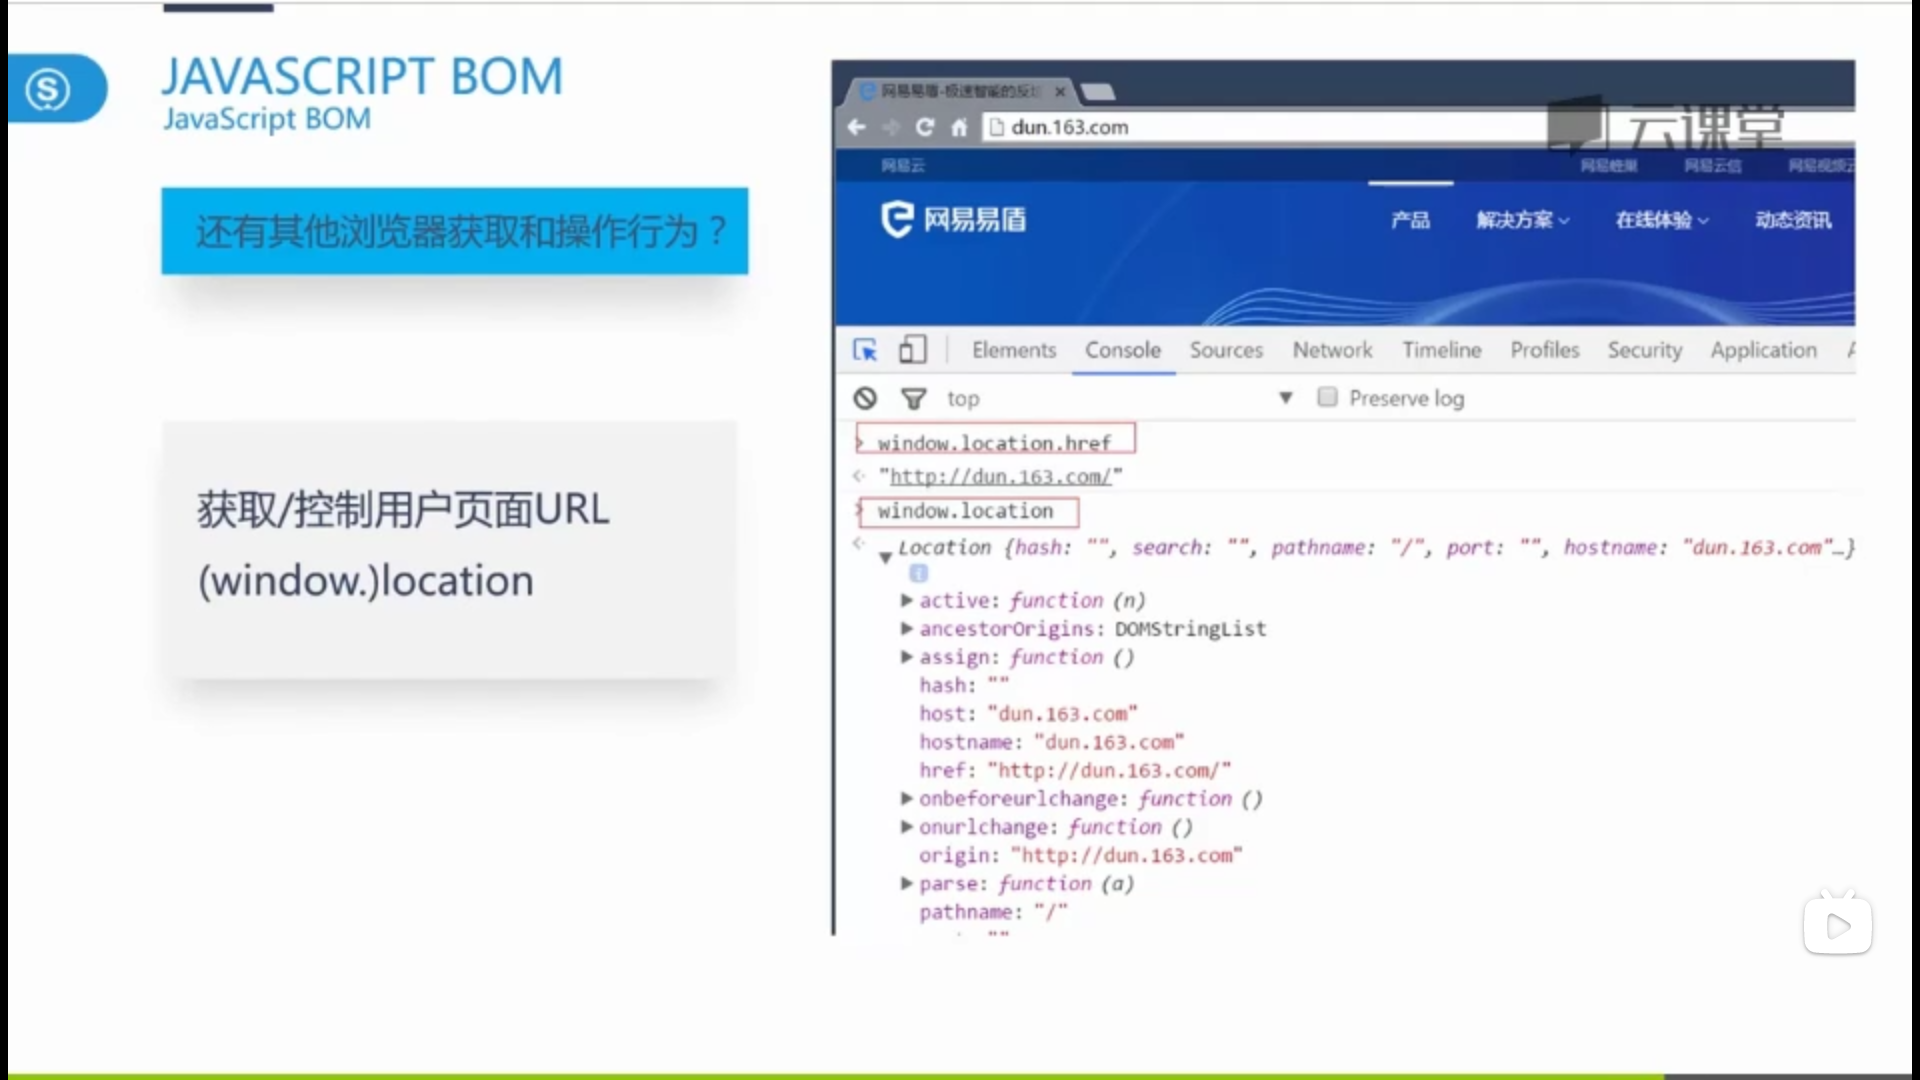 JAVASCRIPT BOM
JavaScript BOM
还有其他浏览器获取和操作行为？
获取/控制用户页面URL
(window.)location
网易易盾-极速智能的反垃
dun.163.com
云课堂
网易云
网易蜂巢 网易云信 网易视频云
网易易盾
产品 解决方案 在线体验 动态资讯
Elements Console Sources Network Timeline Profiles Security Application
top Preserve log
window.location.href
"http://dun.163.com/"
window.location
Location {hash: "", search: "", pathname: "/", port: "", hostname: "dun.163.com"…}
active: function (n)
ancestorOrigins: DOMStringList
assign: function ()
hash: ""
host: "dun.163.com"
hostname: "dun.163.com"
href: "http://dun.163.com/"
onbeforeurlchange: function ()
onurlchange: function ()
origin: "http://dun.163.com"
parse: function (a)
pathname: "/"